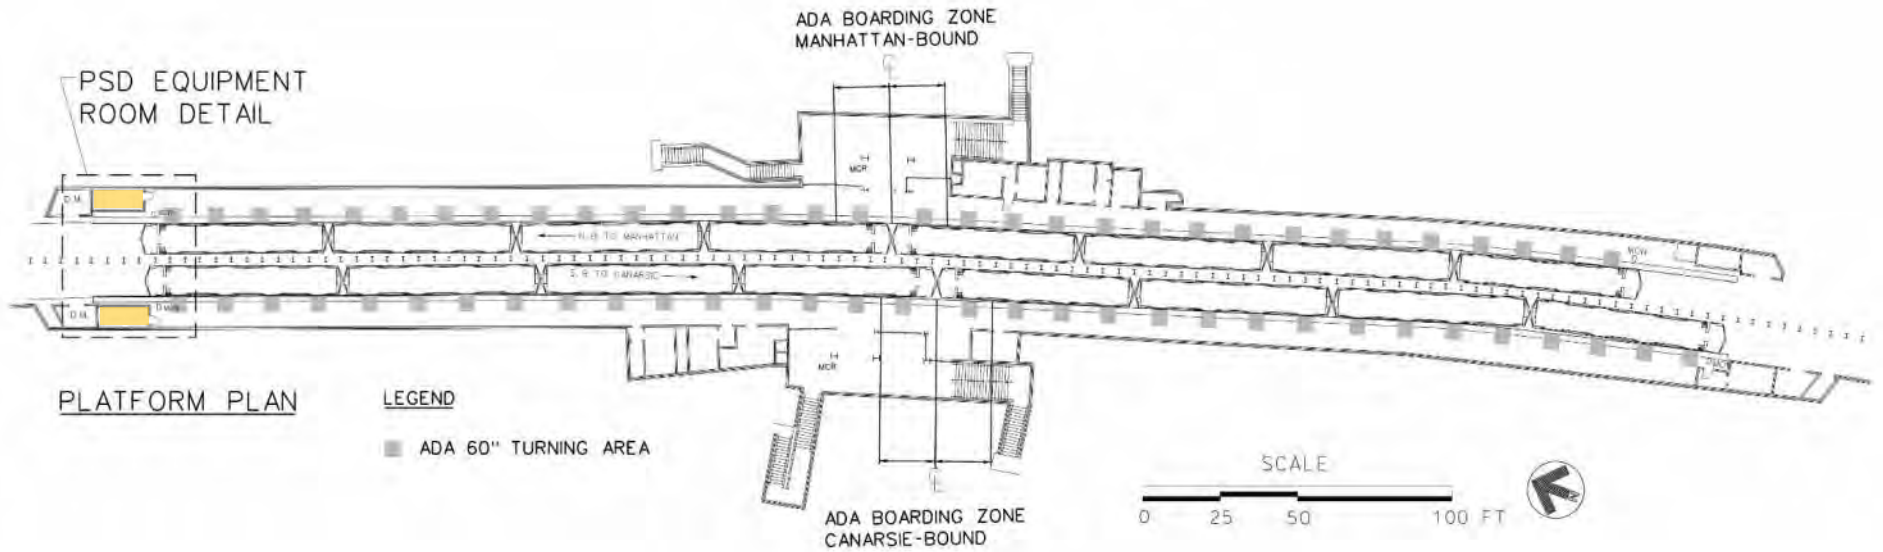 ADA BOARDING ZONE
MANHATTAN-BOUND
PSD EQUIPMENT
ROOM DETAIL
MCR
D.M.
N.B TO MANHATTAN
S.B TO CANARSIE
D.M.
MCR
PLATFORM PLAN
LEGEND
ADA 60" TURNING AREA
ADA BOARDING ZONE
CANARSIE-BOUND
SCALE
0 25 50 100 FT
N